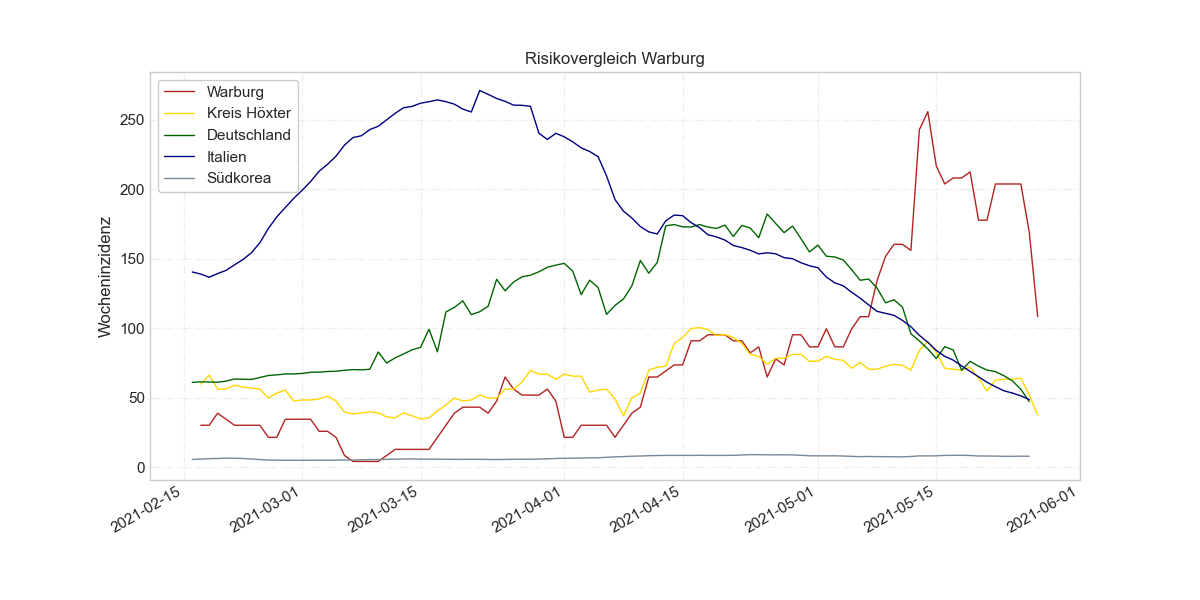 Risikovergleich Warburg
Warburg
Kreis Höxter
Deutschland
Italien
Südkorea
Wocheninzidenz
250
200
150
100
50
0
2021-02-15
2021-03-01
2021-03-15
2021-04-01
2021-04-15
2021-05-01
2021-05-15
2021-06-01